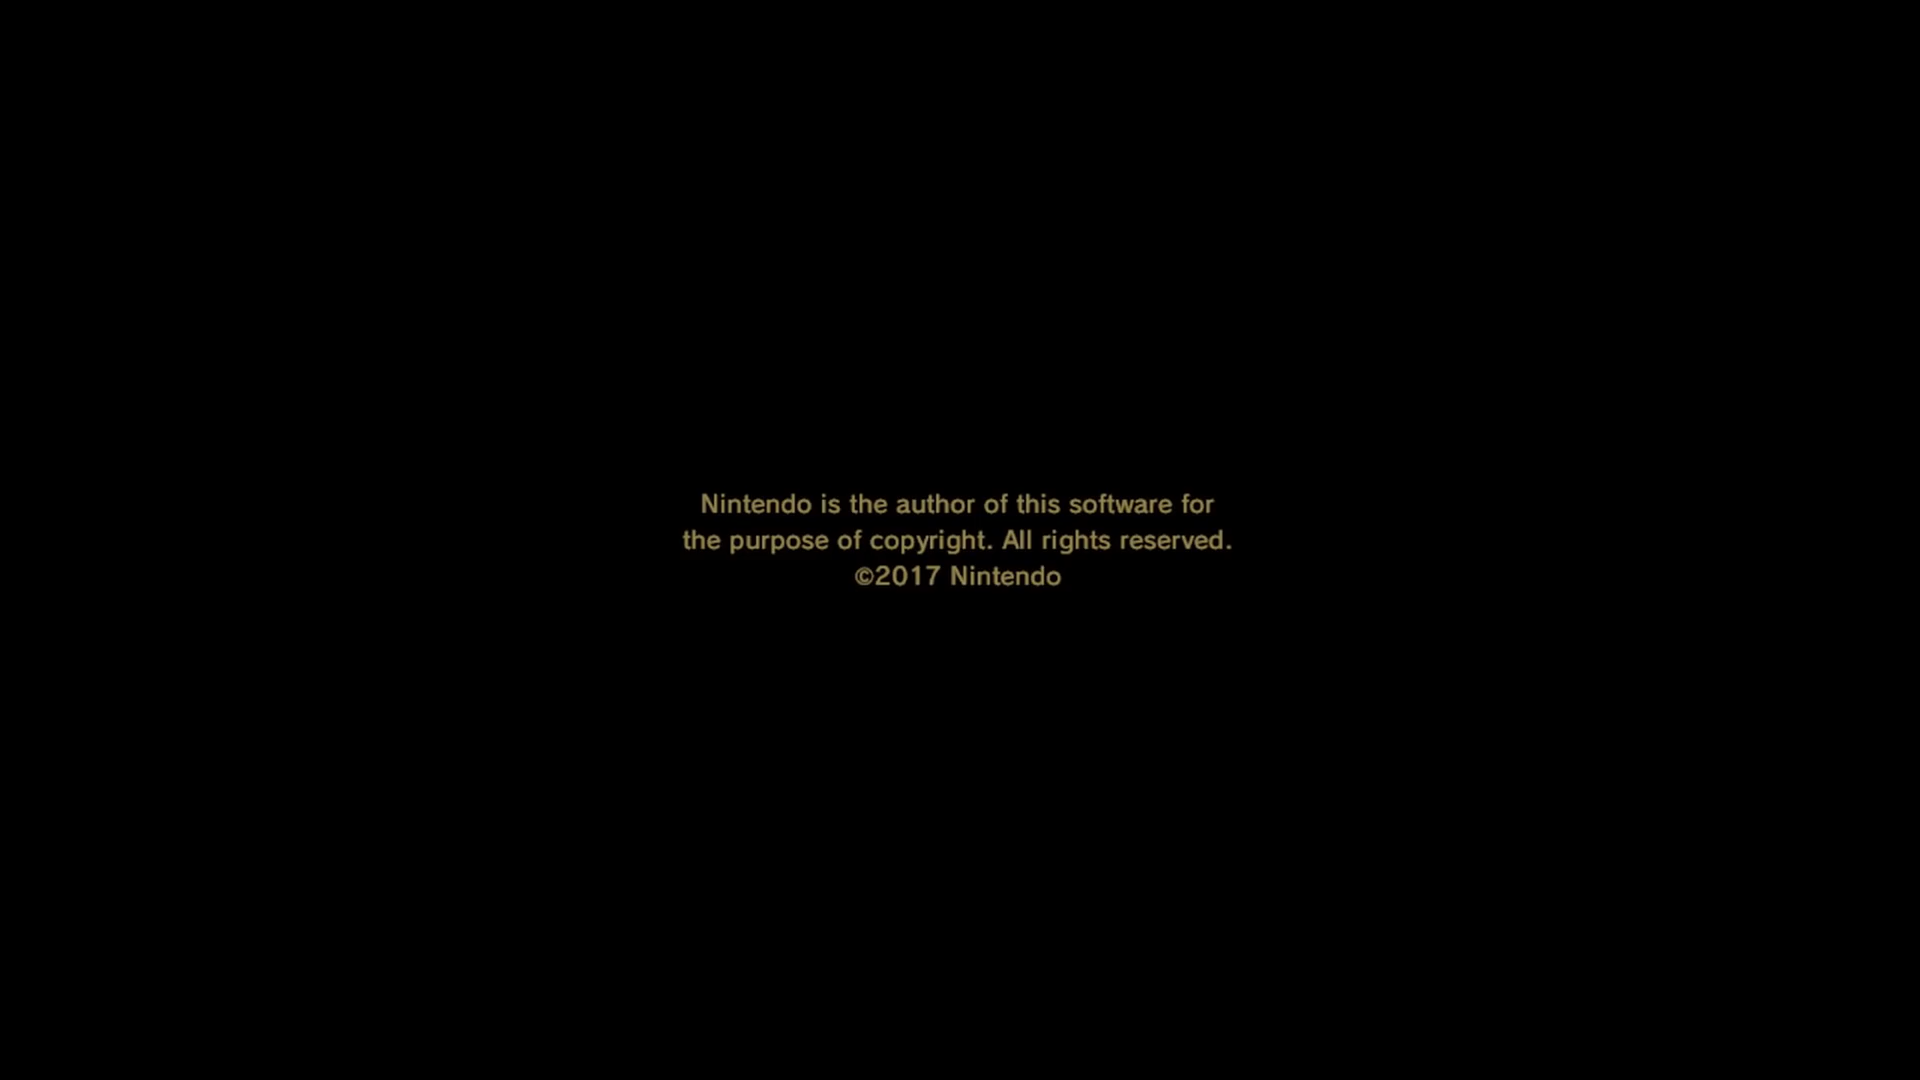 Nintendo is the author of this software for
the purpose of copyright. All rights reserved.
©2017 Nintendo